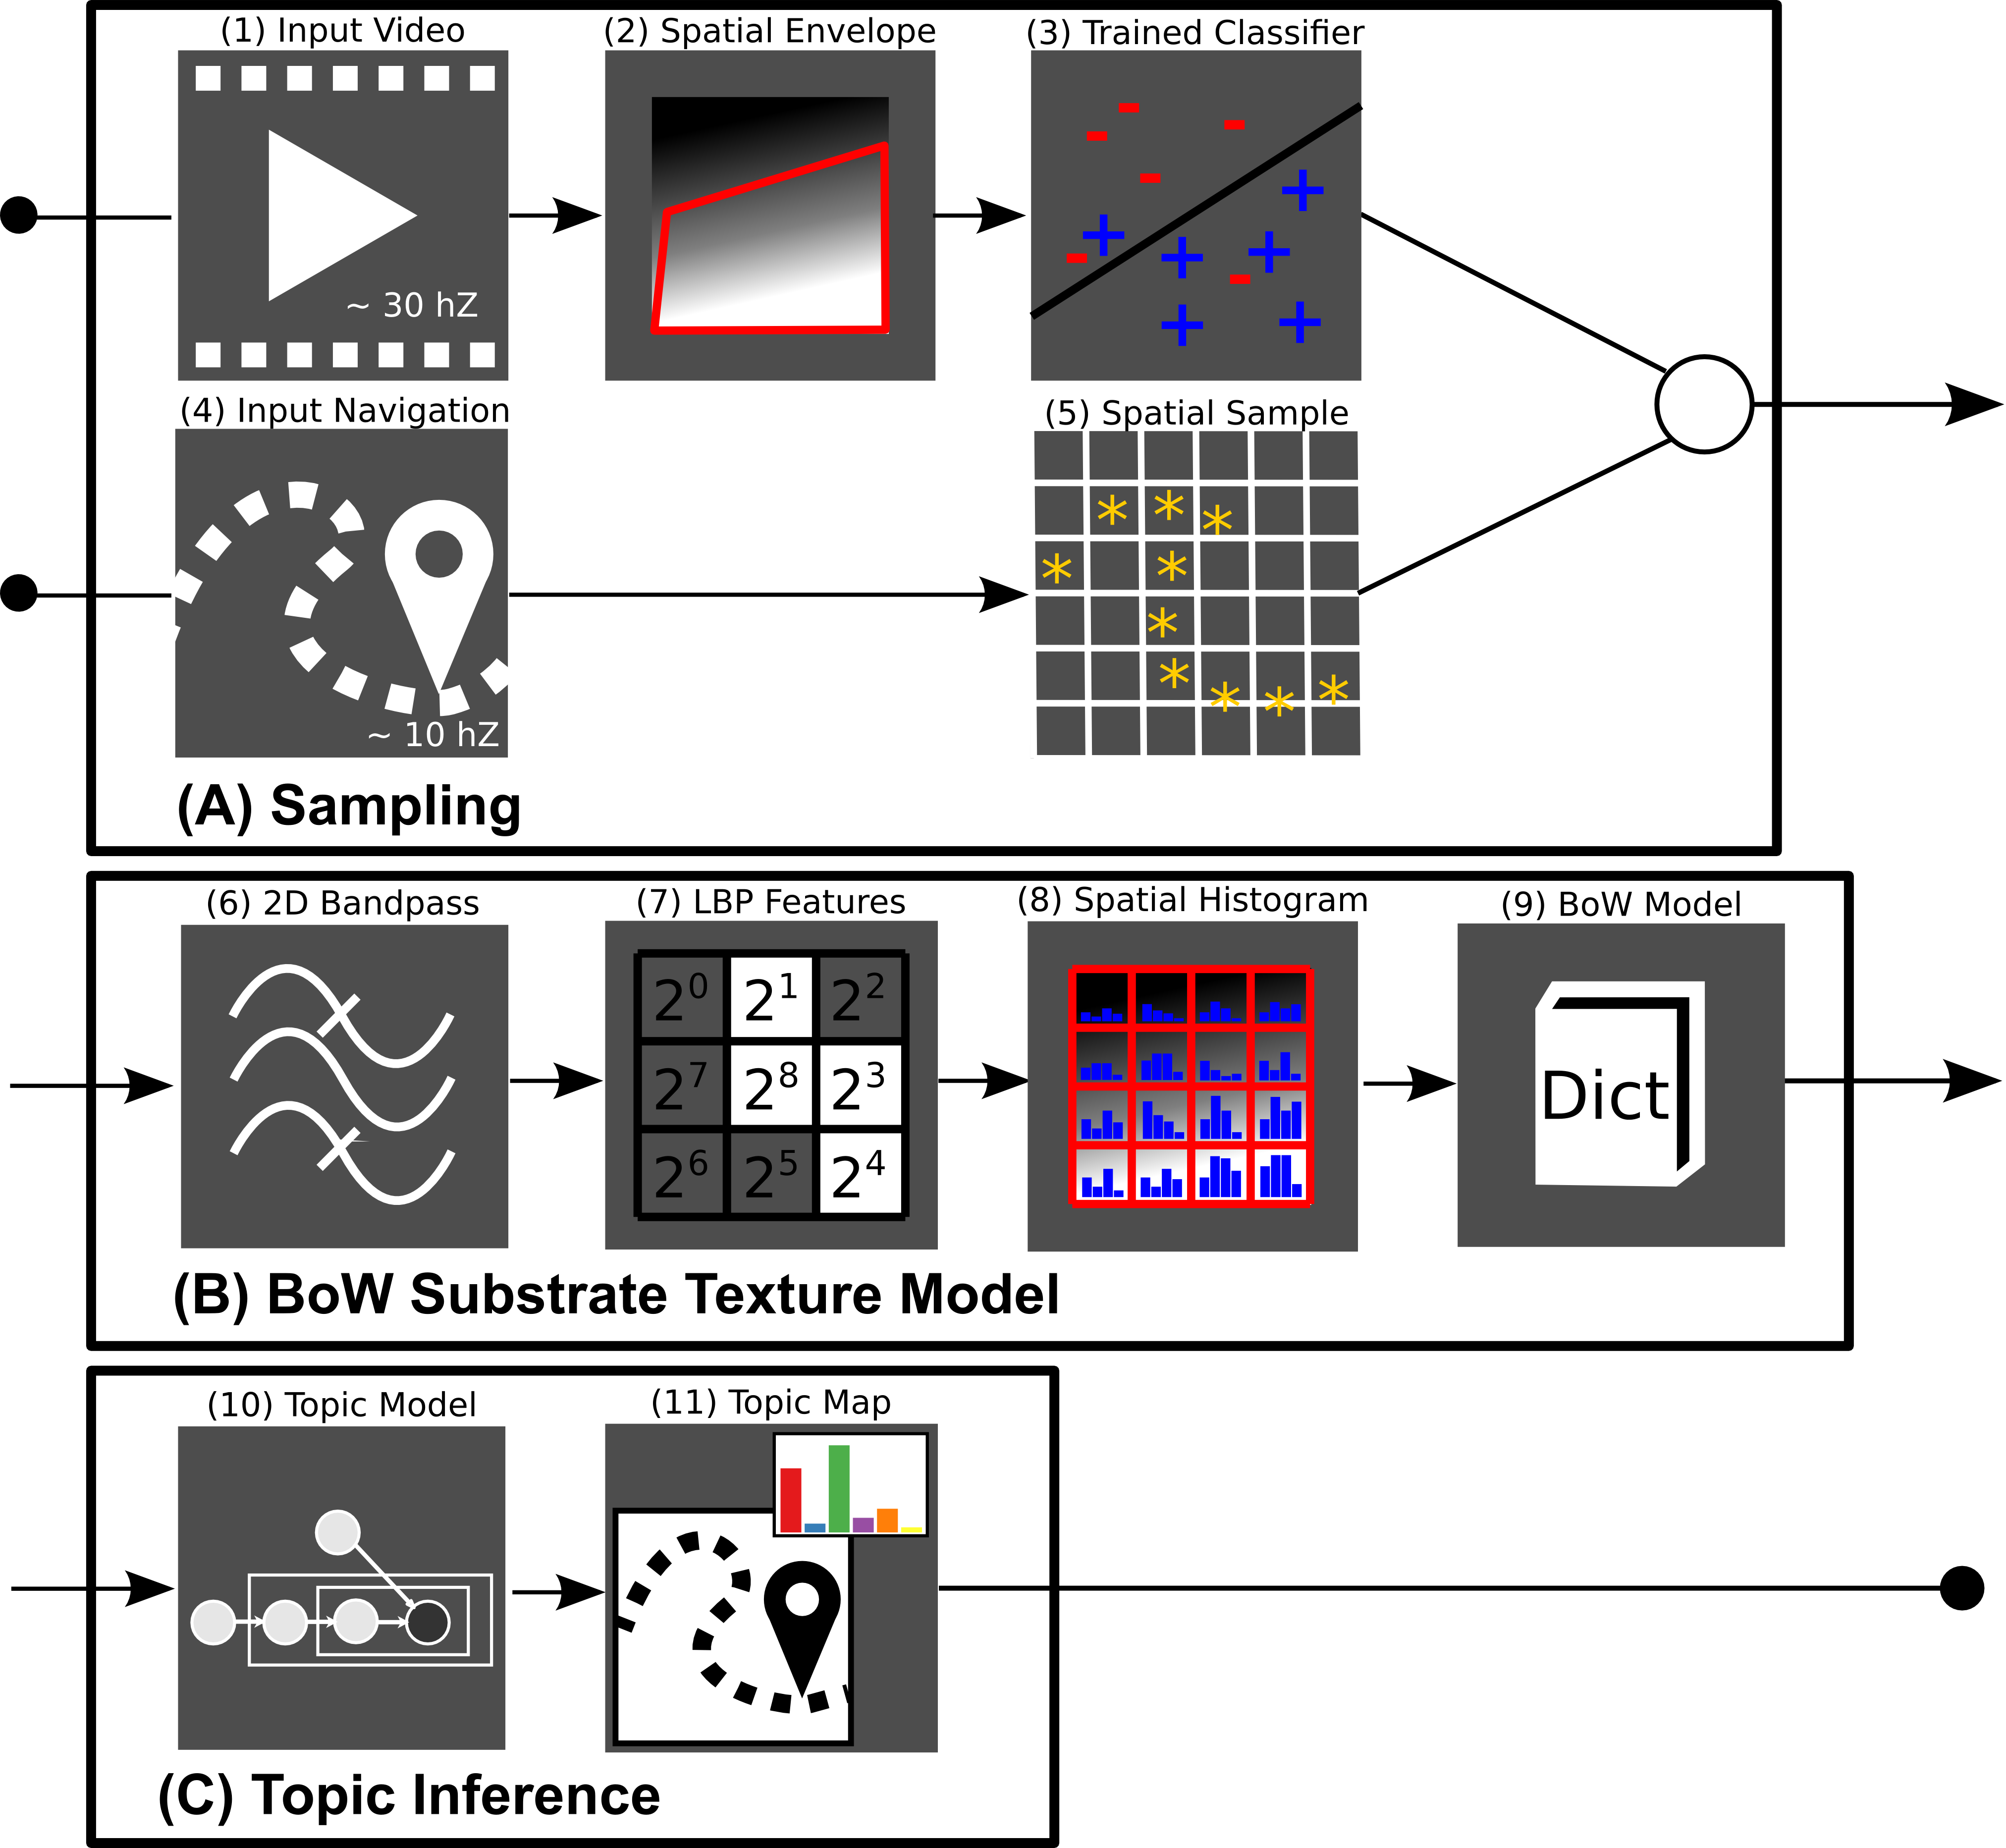 (1) Input Video
(2) Spatial Envelope
(3) Trained Classifier
~ 30 hZ
(4) Input Navigation
(5) Spatial Sample
~ 10 hZ
(A) Sampling
(6) 2D Bandpass
(7) LBP Features
(8) Spatial Histogram
(9) BoW Model
2^0 2^1 2^2
2^7 2^8 2^3
2^6 2^5 2^4
Dict
(B) BoW Substrate Texture Model
(10) Topic Model
(11) Topic Map
(C) Topic Inference